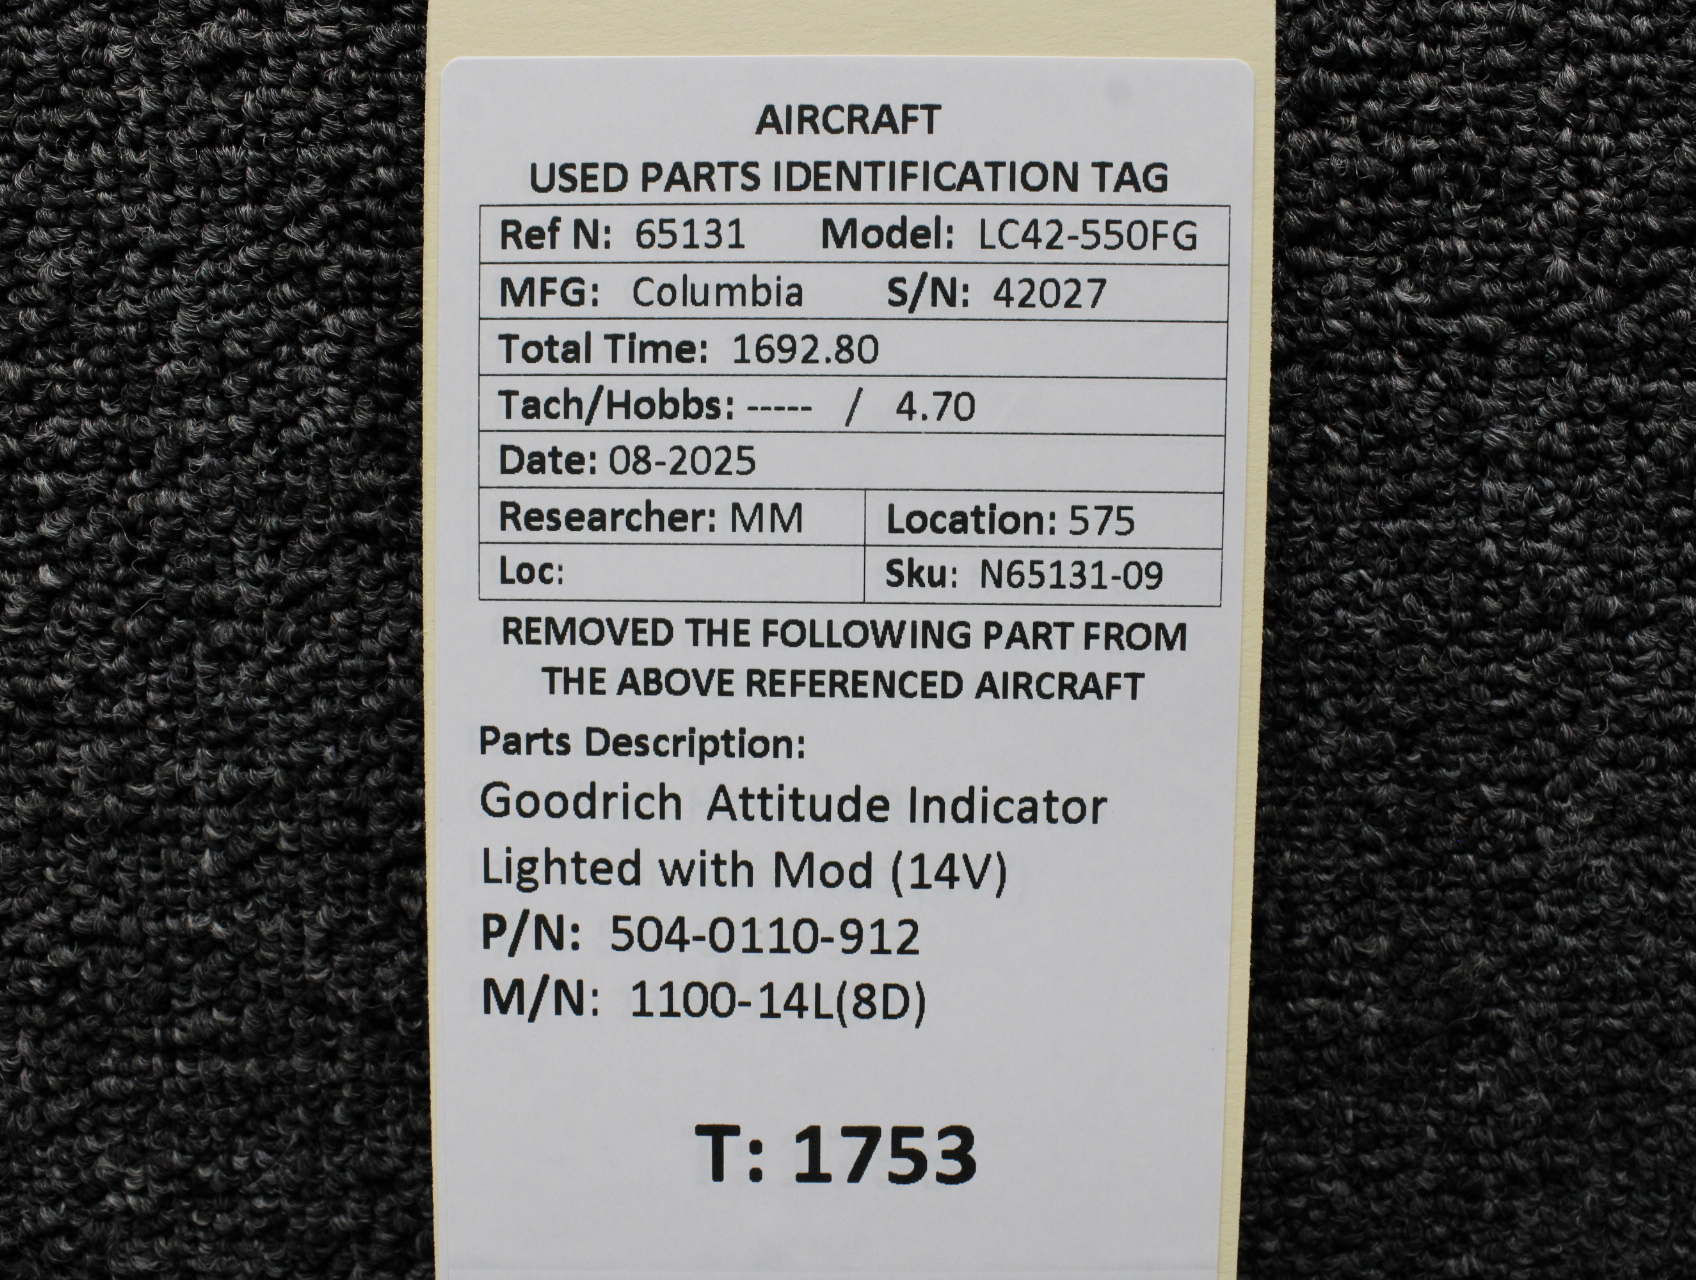 AIRCRAFT
USED PARTS IDENTIFICATION TAG
Ref N: 65131 Model: LC42-550FG
MFG: Columbia S/N: 42027
Total Time: 1692.80
Tach/Hobbs: ----- / 4.70
Date: 08-2025
Researcher: MM Location: 575
Loc: Sku: N65131-09
REMOVED THE FOLLOWING PART FROM
THE ABOVE REFERENCED AIRCRAFT
Parts Description:
Goodrich Attitude Indicator
Lighted with Mod (14V)
P/N: 504-0110-912
M/N: 1100-14L(8D)
T: 1753